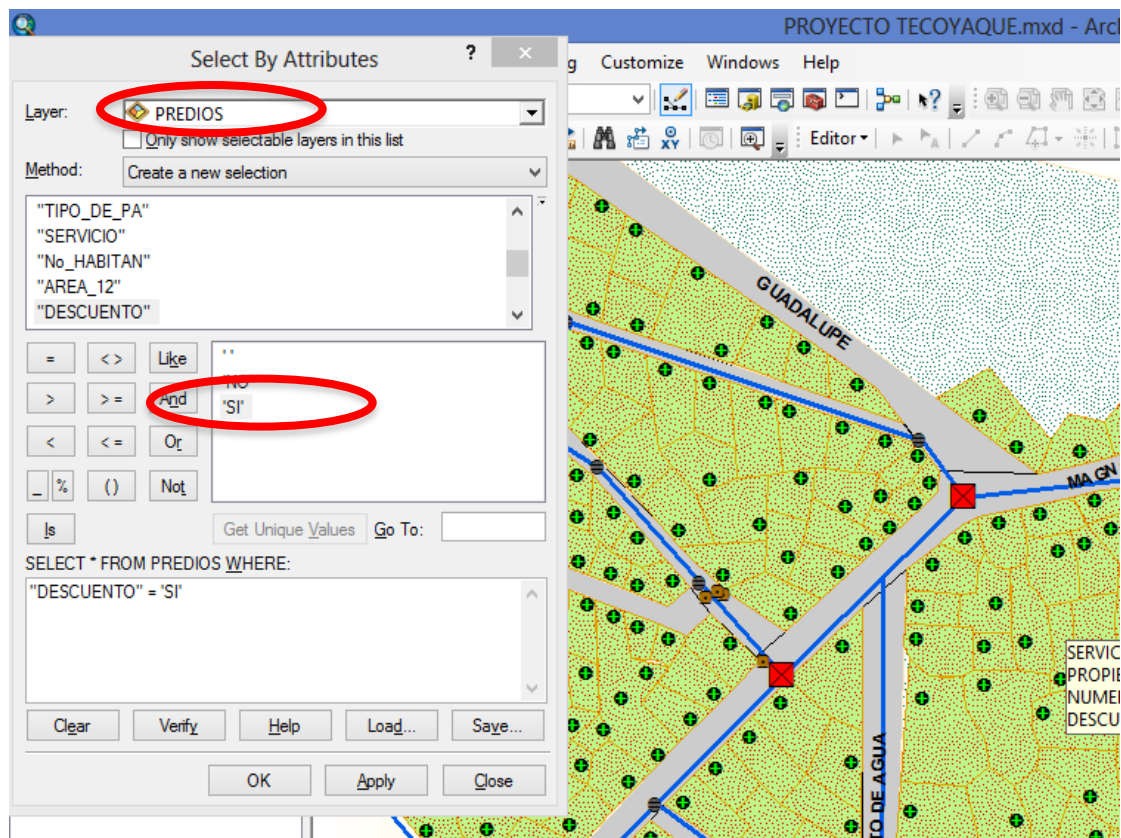 PROYECTO TECOYAQUE.mxd - Arc
Select By Attributes ? ×
Customize Windows Help
Layer: PREDIOS
Only show selectable layers in this list
Method: Create a new selection
Editor
"TIPO_DE_PA"
"SERVICIO"
"No_HABITAN"
"AREA_12"
"DESCUENTO"
= < > Like
' '
'NO'
> > = And
'SI'
< < = Or
_ % () Not
Is Get Unique Values Go To:
SELECT * FROM PREDIOS WHERE:
"DESCUENTO" = 'SI'
Clear Verify Help Load... Save...
OK Apply Close
GUADALUPE
MAGN
SERVIC
PROPIE
NUMER
DESCU
TO DE AGUA